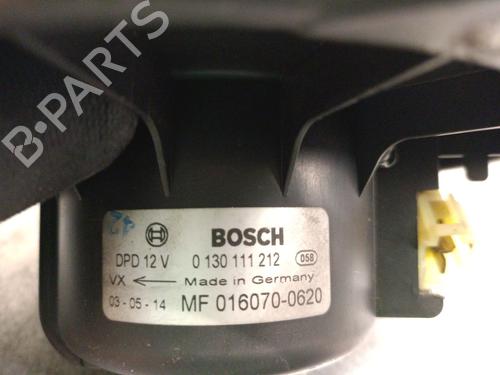 B-PARTS
42
BOSCH
DPD 12 V 0 130 111 212 058
VX ← Made in Germany
03-05-14 MF 016070-0620